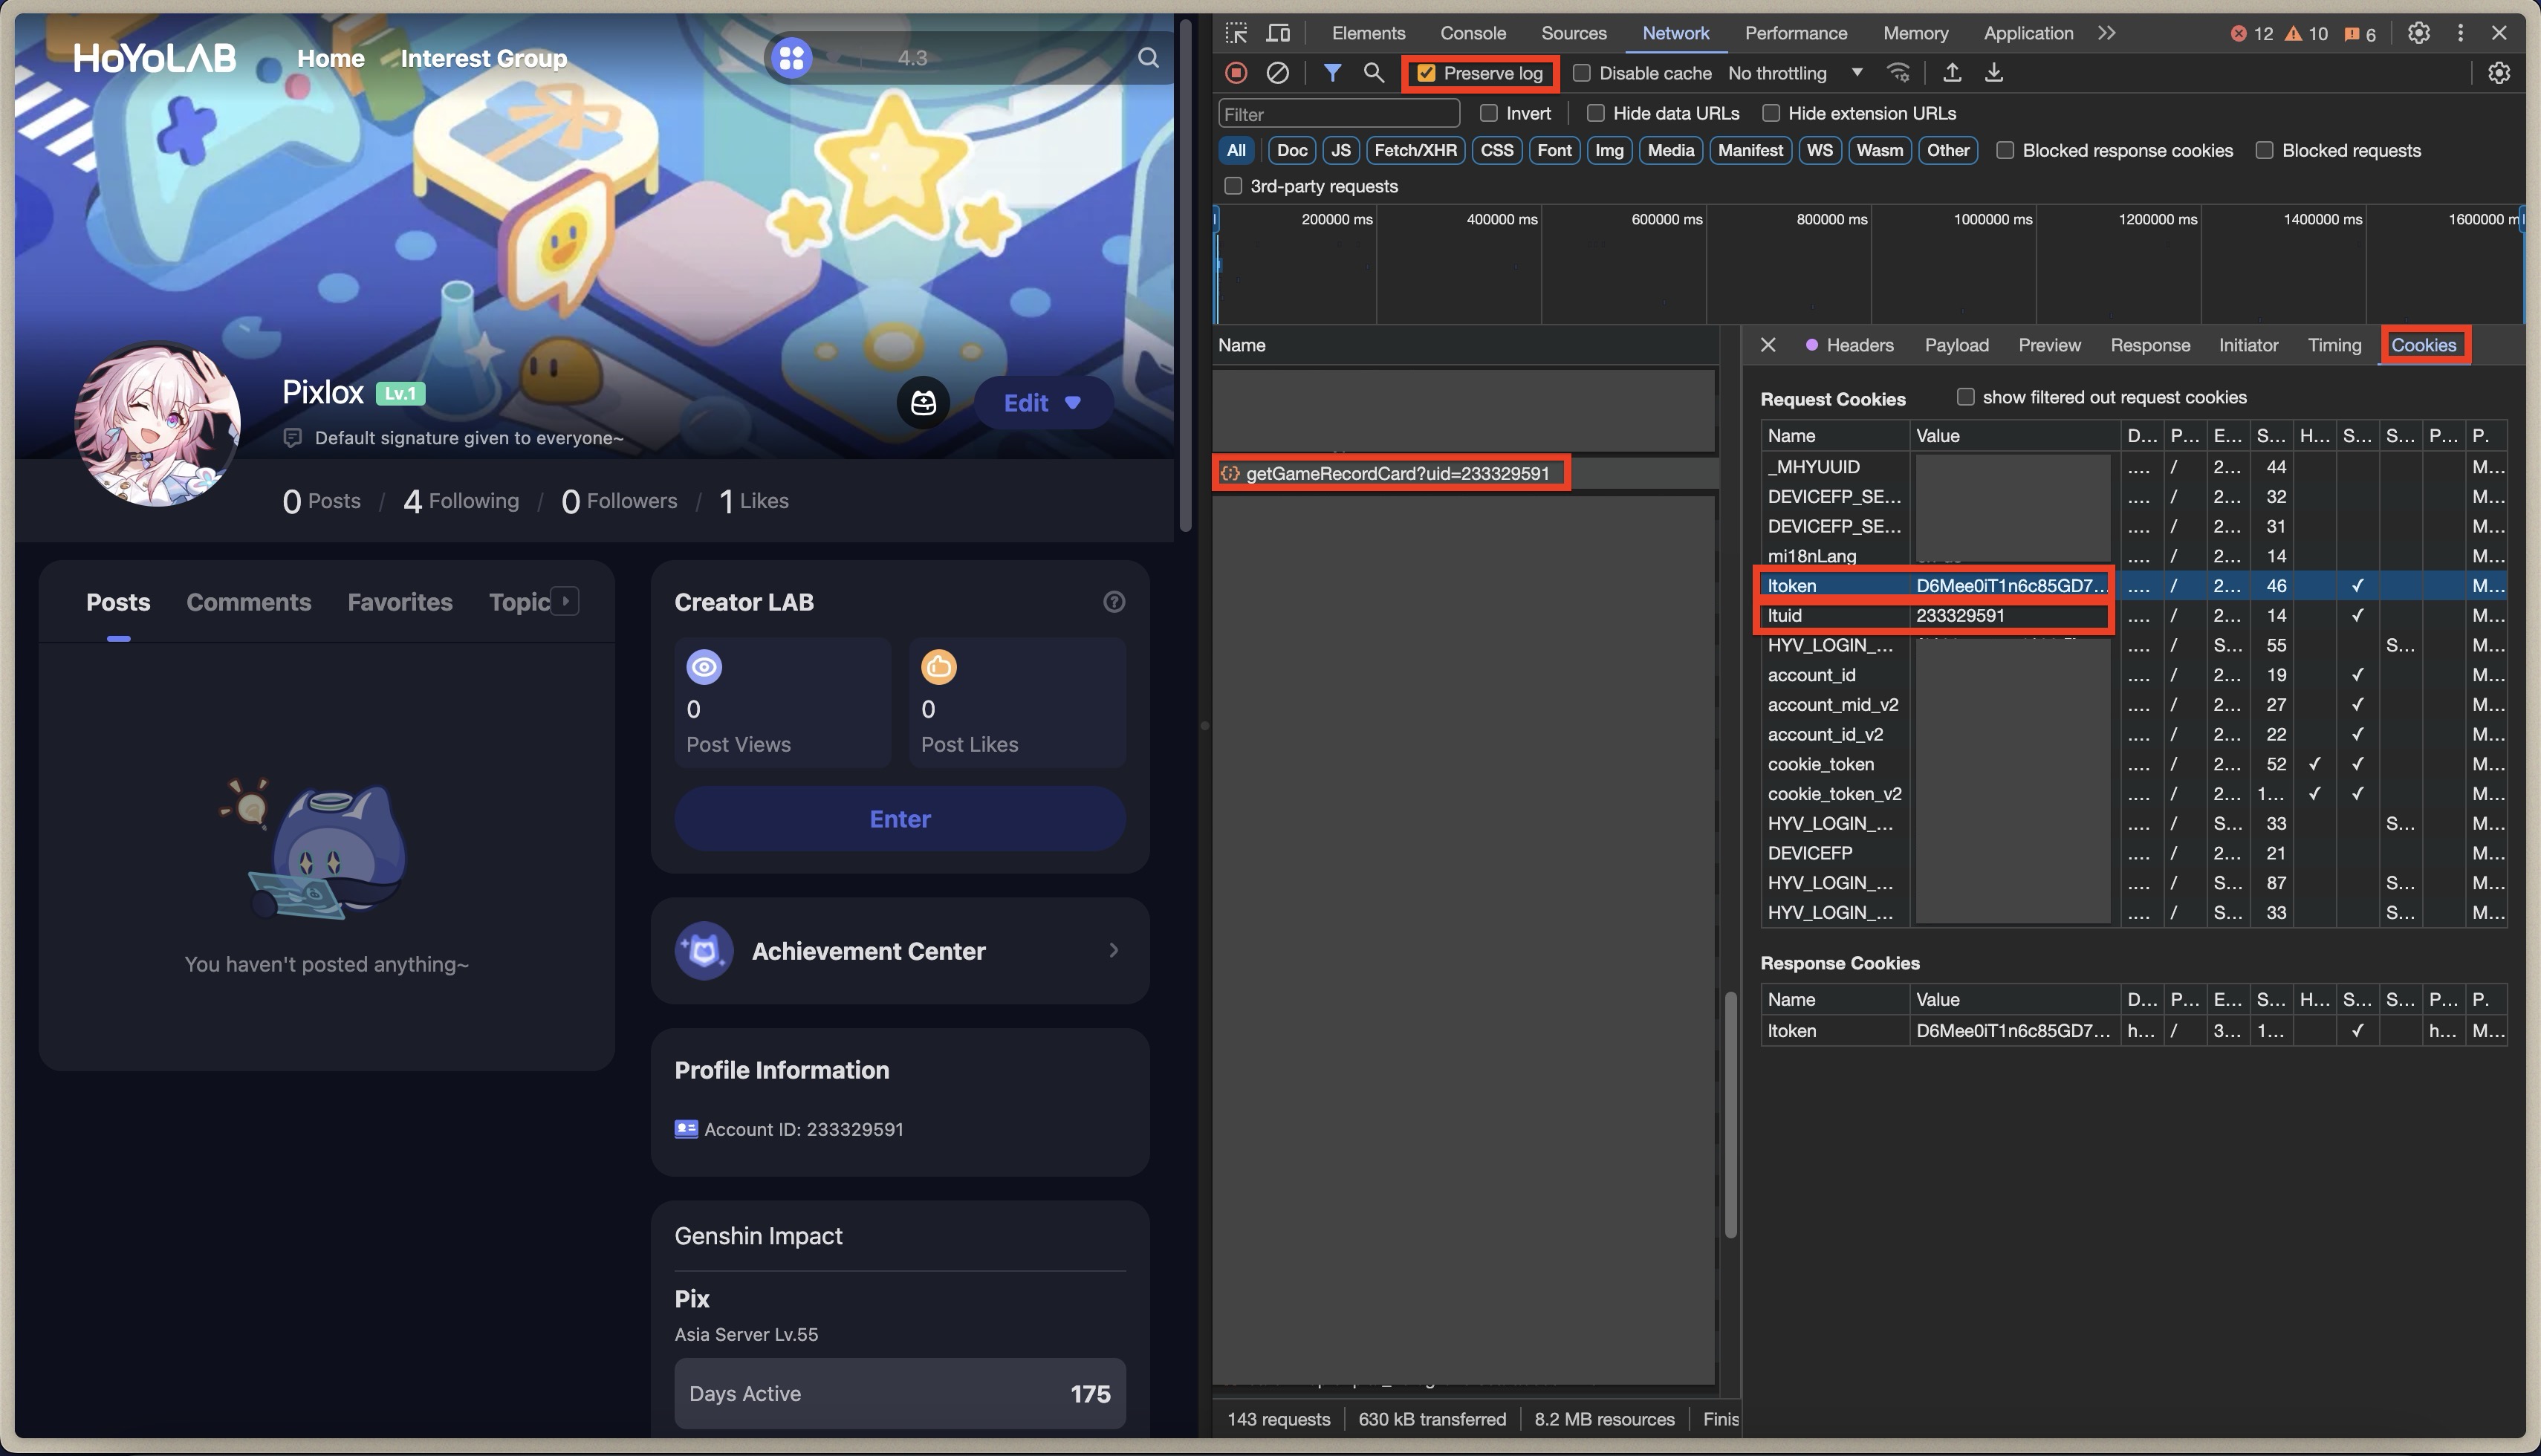 HoYoLAB Home Interest Group 4.3
Pixlox Lv.1
Edit
Default signature given to everyone~
0 Posts / 4 Following / 0 Followers / 1 Likes
Posts Comments Favorites Topic
You haven't posted anything~
Creator LAB
0
Post Views
0
Post Likes
Enter
Achievement Center
Profile Information
Account ID: 233329591
Genshin Impact
Pix
Asia Server Lv.55
Days Active 175
Elements Console Sources Network Performance Memory Application 12 10 6
Preserve log Disable cache No throttling
Filter Invert Hide data URLs Hide extension URLs
All Doc JS Fetch/XHR CSS Font Img Media Manifest WS Wasm Other Blocked response cookies Blocked requests
3rd-party requests
200000 ms 400000 ms 600000 ms 800000 ms 1000000 ms 1200000 ms 1400000 ms 1600000 m
Name
getGameRecordCard?uid=233329591
143 requests 630 kB transferred 8.2 MB resources Finis
Headers Payload Preview Response Initiator Timing Cookies
Request Cookies show filtered out request cookies
Name Value D... P... E... S... H... S... S... P... P.
_MHYUUID .... / 2... 44 M...
DEVICEFP_SE... .... / 2... 32 M...
DEVICEFP_SE... .... / 2... 31 M...
mi18nLang .... / 2... 14 M...
ltoken D6Mee0iT1n6c85GD7... .... / 2... 46 ✓ M...
ltuid 233329591 .... / 2... 14 ✓ M...
HYV_LOGIN_... .... / S... 55 S... M...
account_id .... / 2... 19 ✓ M...
account_mid_v2 .... / 2... 27 ✓ M...
account_id_v2 .... / 2... 22 ✓ M...
cookie_token .... / 2... 52 ✓ ✓ M...
cookie_token_v2 .... / 2... 1... ✓ ✓ M...
HYV_LOGIN_... .... / S... 33 S... M...
DEVICEFP .... / 2... 21 M...
HYV_LOGIN_... .... / S... 87 S... M...
HYV_LOGIN_... .... / S... 33 S... M...
Response Cookies
Name Value D... P... E... S... H... S... S... P... P.
ltoken D6Mee0iT1n6c85GD7... h... / 3... 1... ✓ h... M...